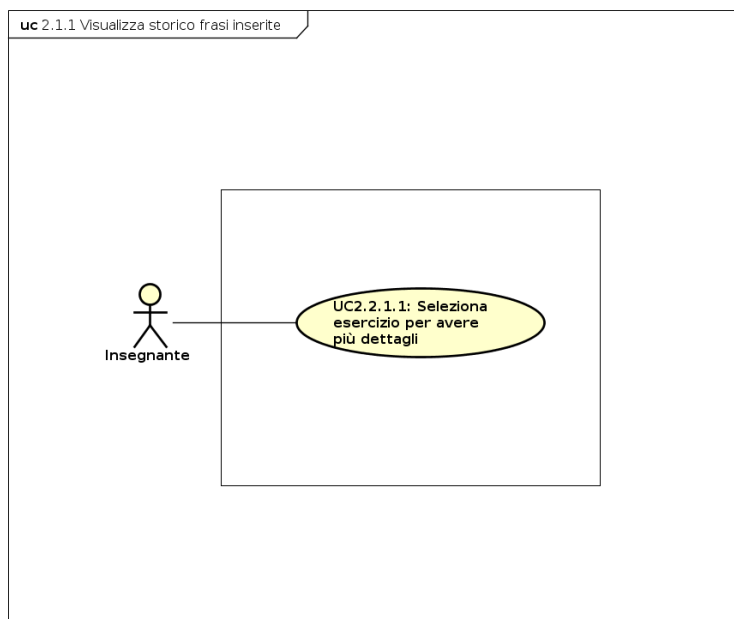 uc 2.1.1 Visualizza storico frasi inserite
UC2.2.1.1: Seleziona
esercizio per avere
più dettagli
Insegnante